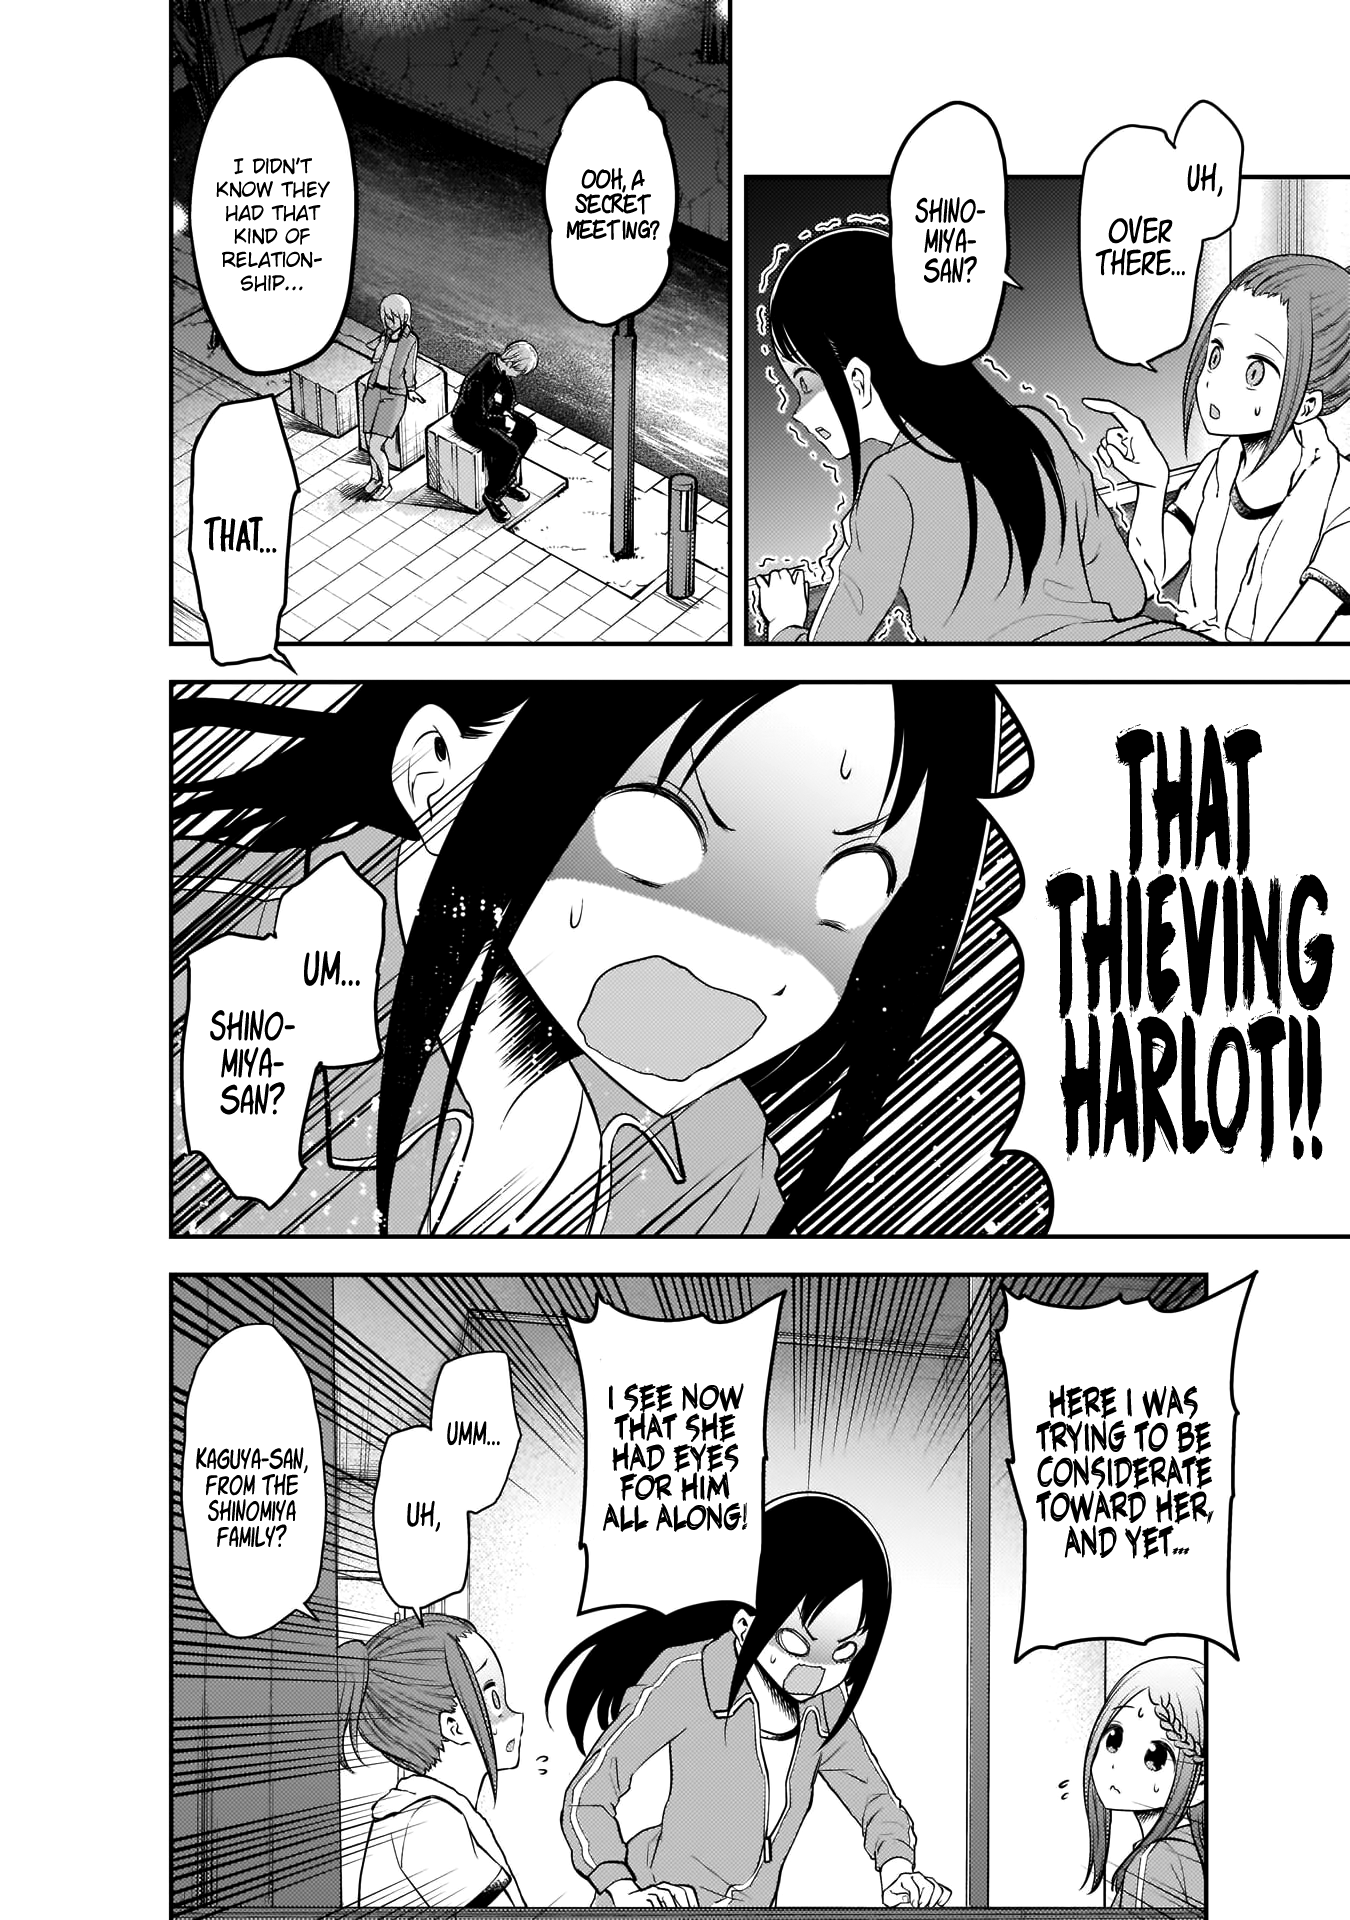 UH,
OVER
THERE...
SHINO-
MIYA-
SAN?
OOH, A
SECRET
MEETING?
I DIDN'T
KNOW THEY
HAD THAT
KIND OF
RELATION-
SHIP...
THAT...
THAT
THIEVING
HARLOT!!
UM...
SHINO-
MIYA-
SAN?
HERE I WAS
TRYING TO BE
CONSIDERATE
TOWARD HER,
AND YET...
I SEE NOW
THAT SHE
HAD EYES
FOR HIM
ALL ALONG!
UMM...
UH,
KAGUYA-SAN,
FROM THE
SHINOMIYA
FAMILY?